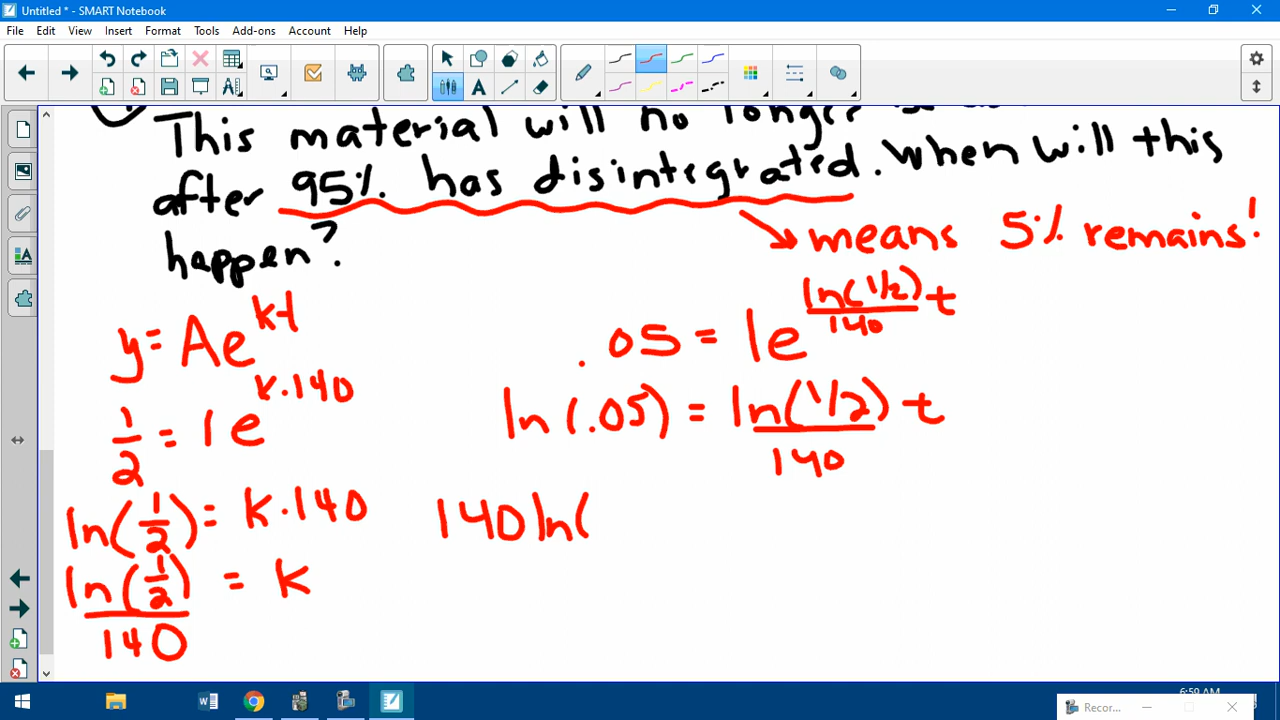 Untitled * - SMART Notebook
File Edit View Insert Format Tools Add-ons Account Help
This material will no longer
after 95% has disintegrated. When will this
happen?
means 5% remains!
y = Ae^{kt}
1/2 = 1e^{k·140}
ln(1/2) = k·140
ln(1/2)/140 = k
.05 = 1e^{ln(1/2)/140 t}
ln(.05) = ln(1/2)/140 t
140 ln(
6:59 AM
Recor...